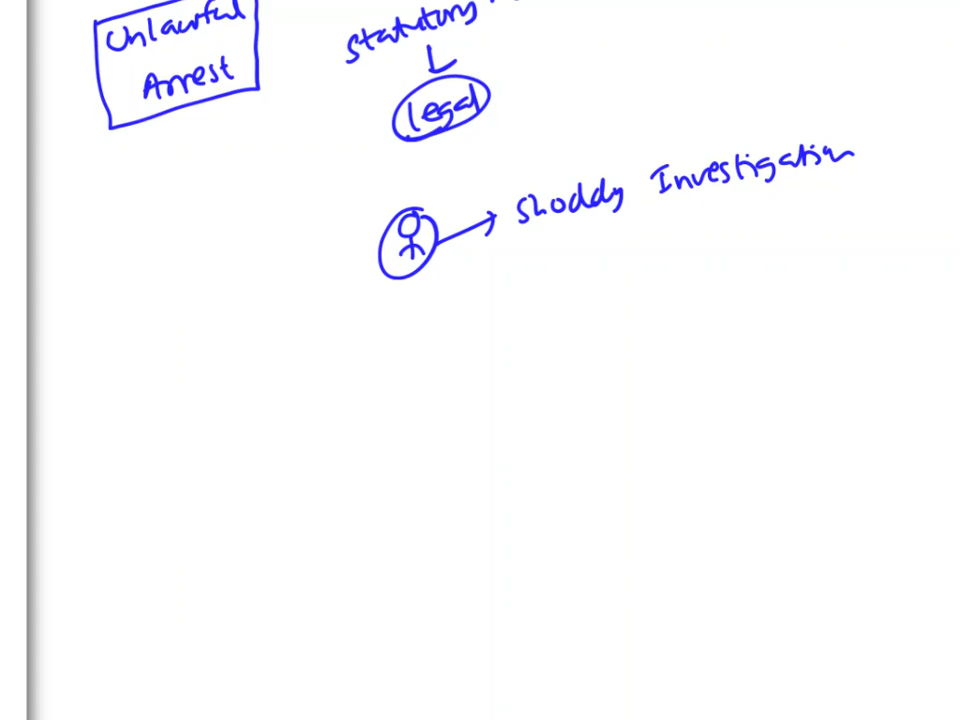 Unlawful
Arrest
Statutory
legal
Shoddy Investigation